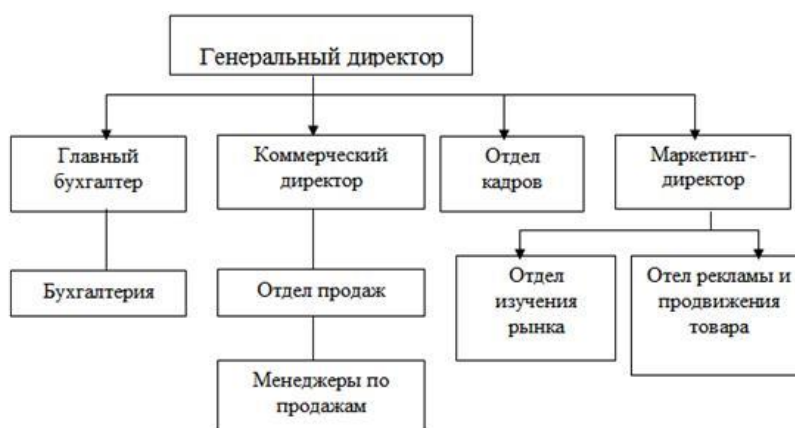 Генеральный директор
Главный
бухгалтер
Коммерческий
директор
Отдел
кадров
Маркетинг-
директор
Бухгалтерия
Отдел продаж
Отдел
изучения
рынка
Отел рекламы и
продвижения
товара
Менеджеры по
продажам